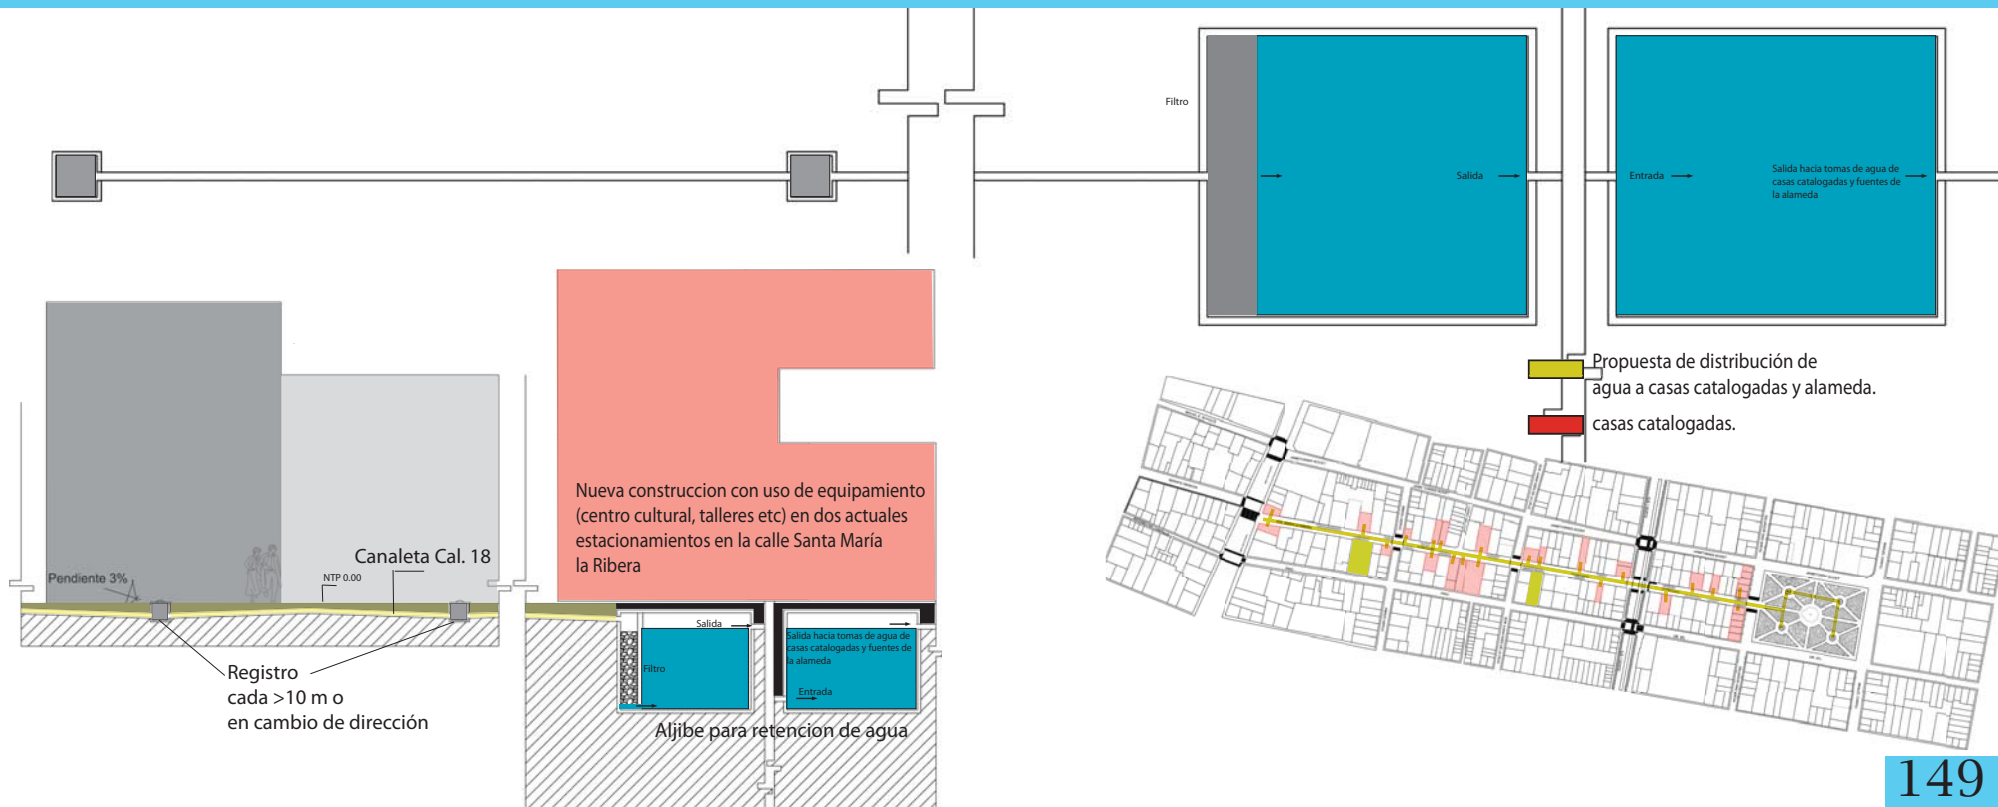 Filtro
Salida
Entrada
Salida hacia tomas de agua de
casas catalogadas y fuentes de
la alameda
Propuesta de distribución de
agua a casas catalogadas y alameda.
casas catalogadas.
Nueva construccion con uso de equipamiento
(centro cultural, talleres etc) en dos actuales
estacionamientos en la calle Santa María
la Ribera
Canaleta Cal. 18
Pendiente 3%
NTP 0.00
Registro
cada >10 m o
en cambio de dirección
Salida
Filtro
Salida hacia tomas de agua de
casas catalogadas y fuentes de
la alameda
Entrada
Aljibe para retencion de agua
149